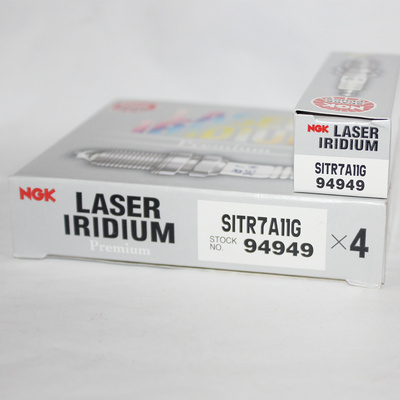 NGK LASER
IRIDIUM
SITR7A11G
94949
NGK LASER
IRIDIUM
Premium
SITR7A11G
STOCK
NO. 94949
×4